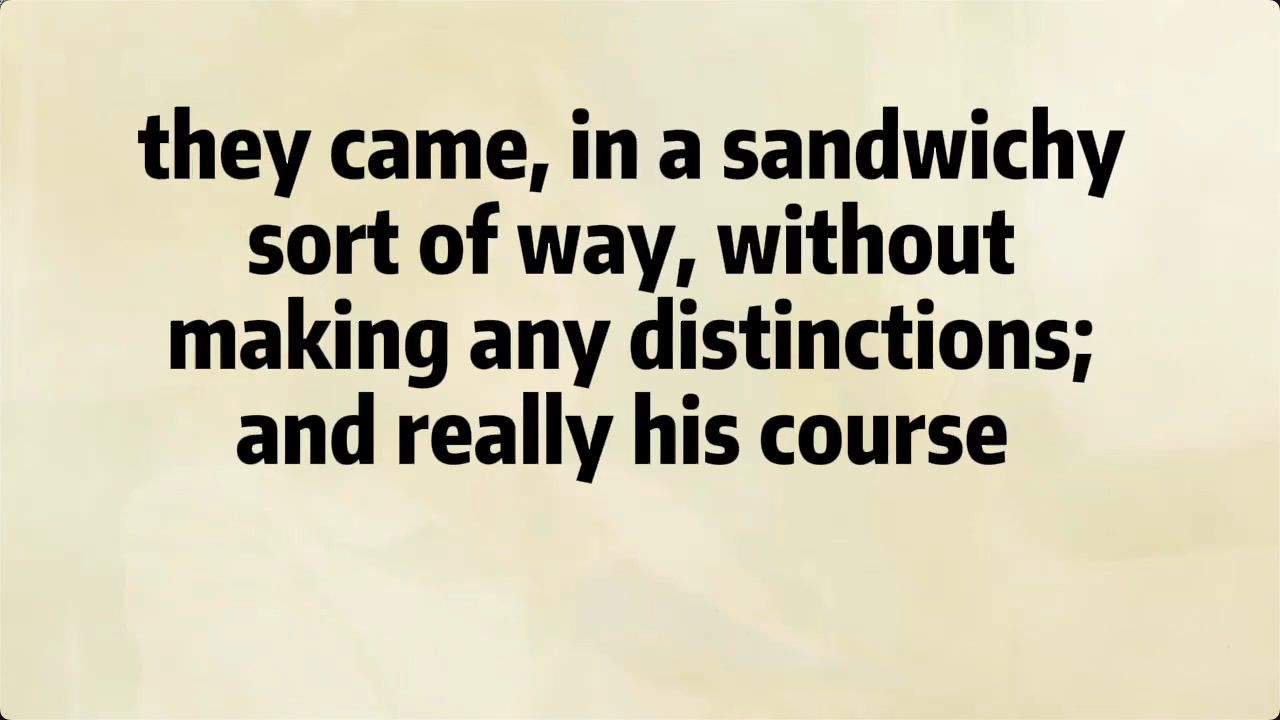 they came, in a sandwichy
sort of way, without
making any distinctions;
and really his course